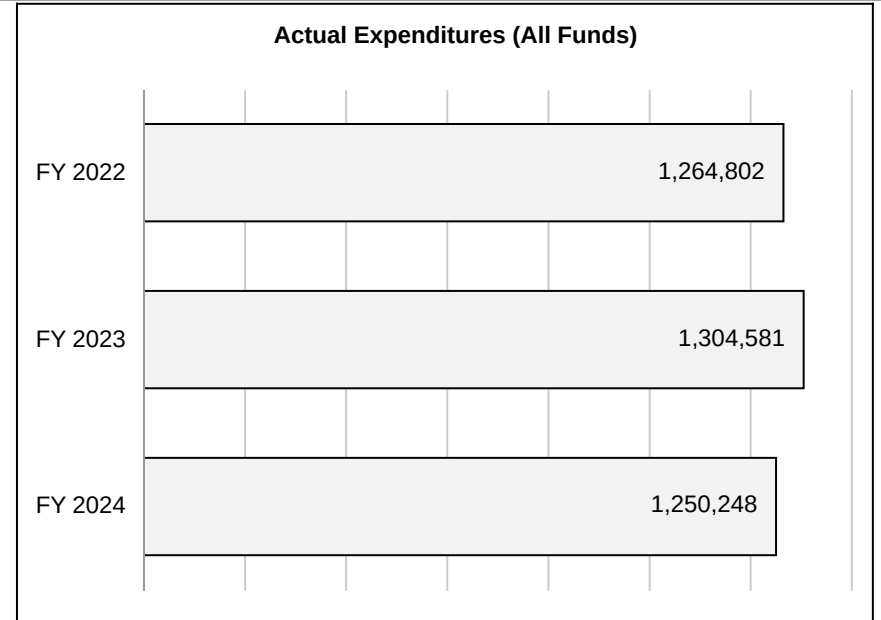 Actual Expenditures (All Funds)
FY 2022 1,264,802
FY 2023 1,304,581
FY 2024 1,250,248